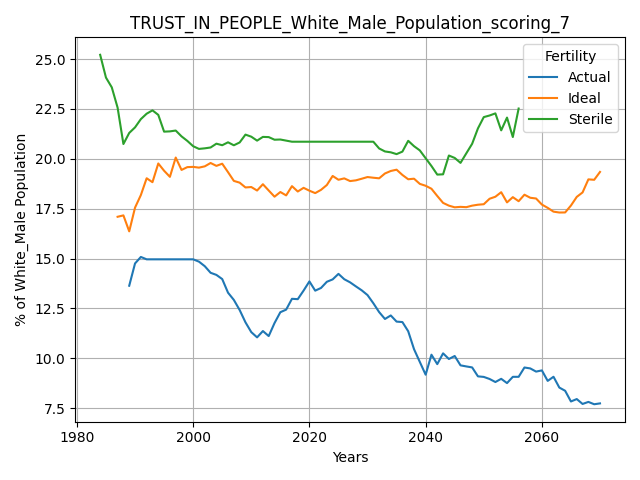 TRUST_IN_PEOPLE_White_Male_Population_scoring_7
Fertility
Actual
Ideal
Sterile
% of White_Male Population
25.0
22.5
20.0
17.5
15.0
12.5
10.0
7.5
1980
2000
2020
2040
2060
Years